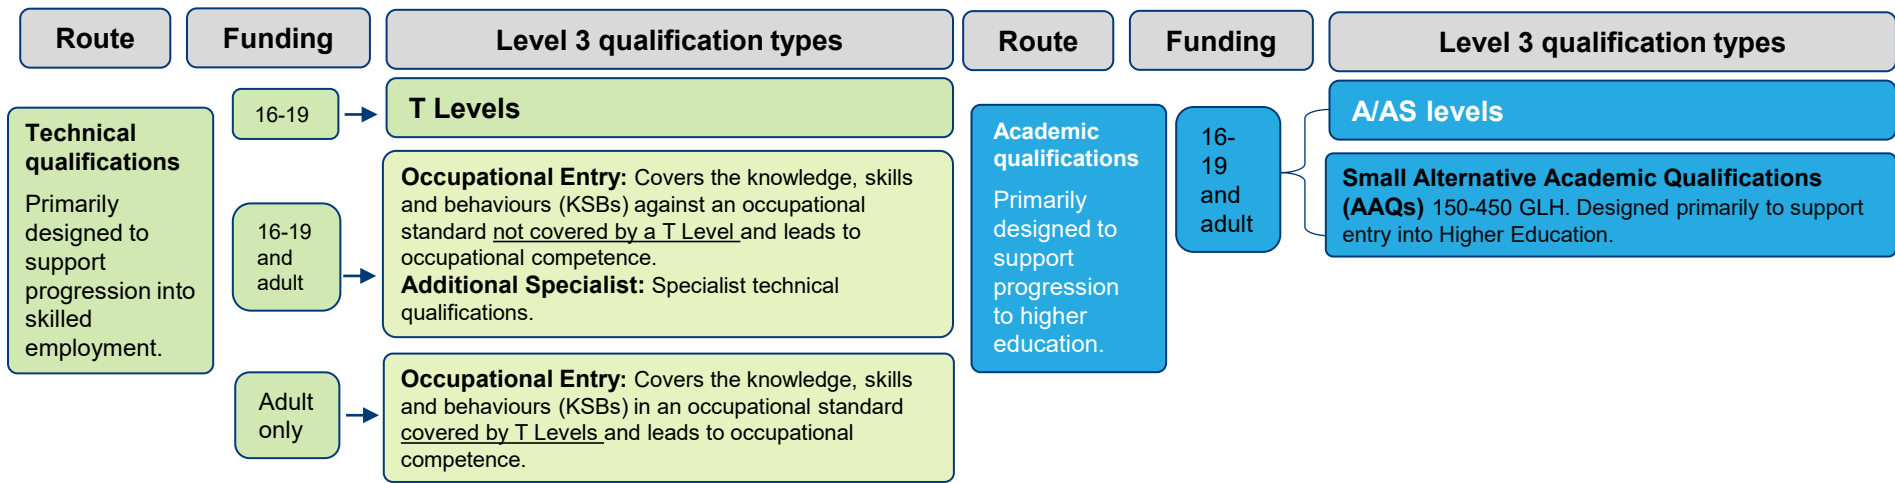 Route
Funding
Level 3 qualification types
Technical
qualifications
Primarily
designed to
support
progression into
skilled
employment.
16-19
T Levels
16-19
and
adult
Occupational Entry: Covers the knowledge, skills
and behaviours (KSBs) against an occupational
standard not covered by a T Level and leads to
occupational competence.
Additional Specialist: Specialist technical
qualifications.
Adult
only
Occupational Entry: Covers the knowledge, skills
and behaviours (KSBs) in an occupational standard
covered by T Levels and leads to occupational
competence.
Route
Funding
Level 3 qualification types
Academic
qualifications
Primarily
designed to
support
progression
to higher
education.
16-
19
and
adult
A/AS levels
Small Alternative Academic Qualifications
(AAQs) 150-450 GLH. Designed primarily to support
entry into Higher Education.